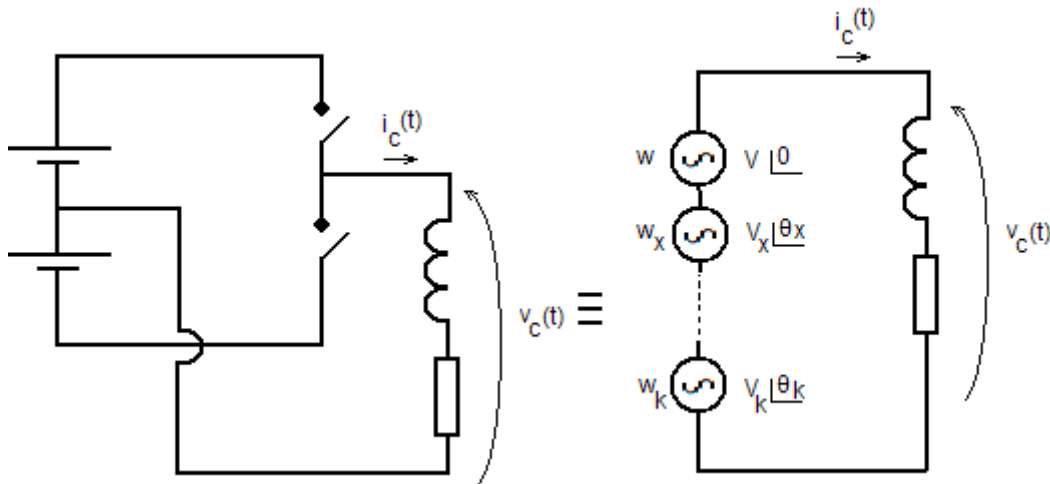 i_c(t)
v_c(t)
≡
i_c(t)
w V 0
w_x V_x θx
w_k V_k θk
v_c(t)